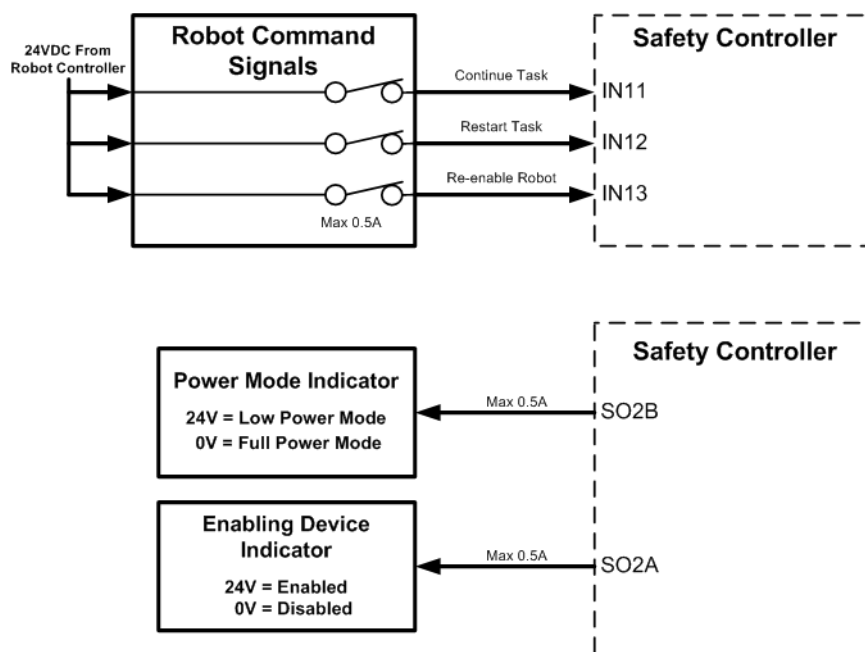 24VDC From
Robot Controller
Robot Command
Signals
Max 0.5A
Continue Task
Restart Task
Re-enable Robot
Safety Controller
IN11
IN12
IN13
Power Mode Indicator
24V = Low Power Mode
0V = Full Power Mode
Max 0.5A
Safety Controller
SO2B
Enabling Device
Indicator
24V = Enabled
0V = Disabled
Max 0.5A
SO2A